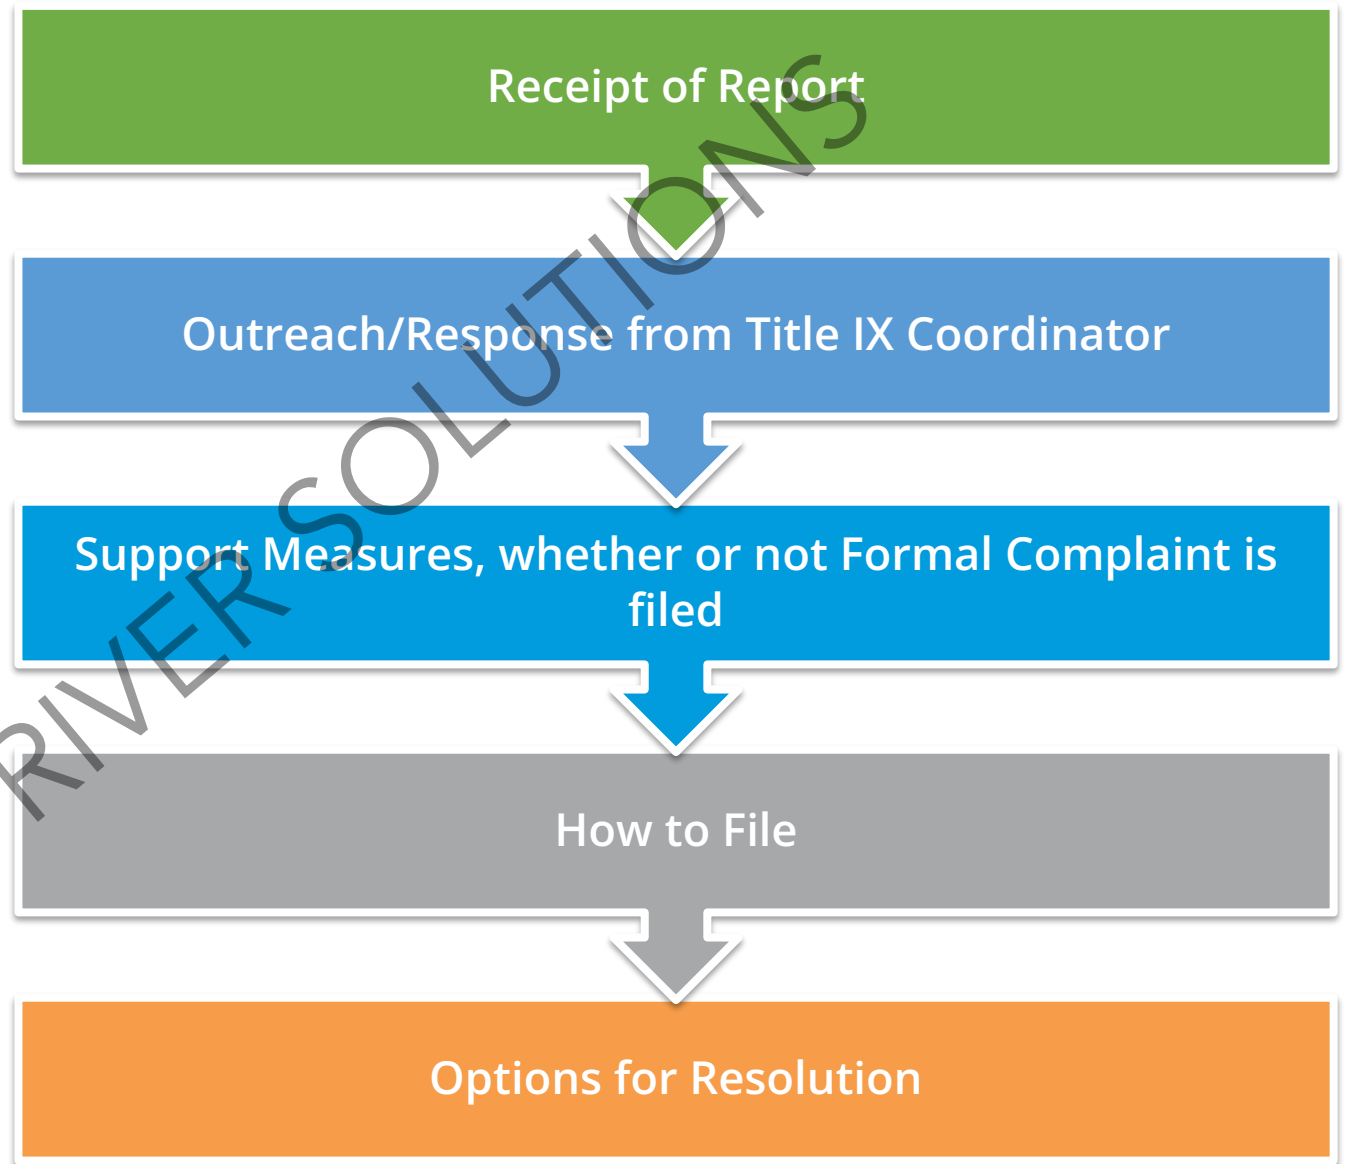 Receipt of Report
Outreach/Response from Title IX Coordinator
Support Measures, whether or not Formal Complaint is
filed
How to File
Options for Resolution
RIVER SOLUTIONS